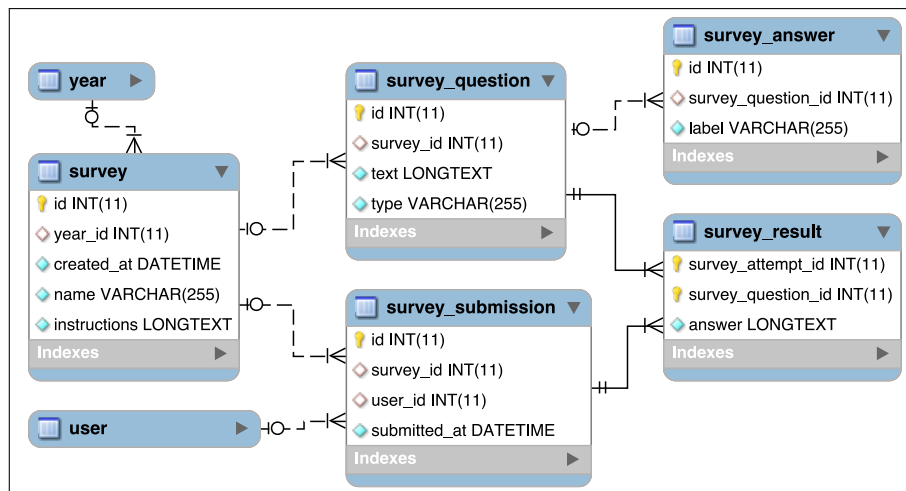 year
survey
id INT(11)
year_id INT(11)
created_at DATETIME
name VARCHAR(255)
instructions LONGTEXT
Indexes
user
survey_question
id INT(11)
survey_id INT(11)
text LONGTEXT
type VARCHAR(255)
Indexes
survey_submission
id INT(11)
survey_id INT(11)
user_id INT(11)
submitted_at DATETIME
Indexes
survey_answer
id INT(11)
survey_question_id INT(11)
label VARCHAR(255)
Indexes
survey_result
survey_attempt_id INT(11)
survey_question_id INT(11)
answer LONGTEXT
Indexes